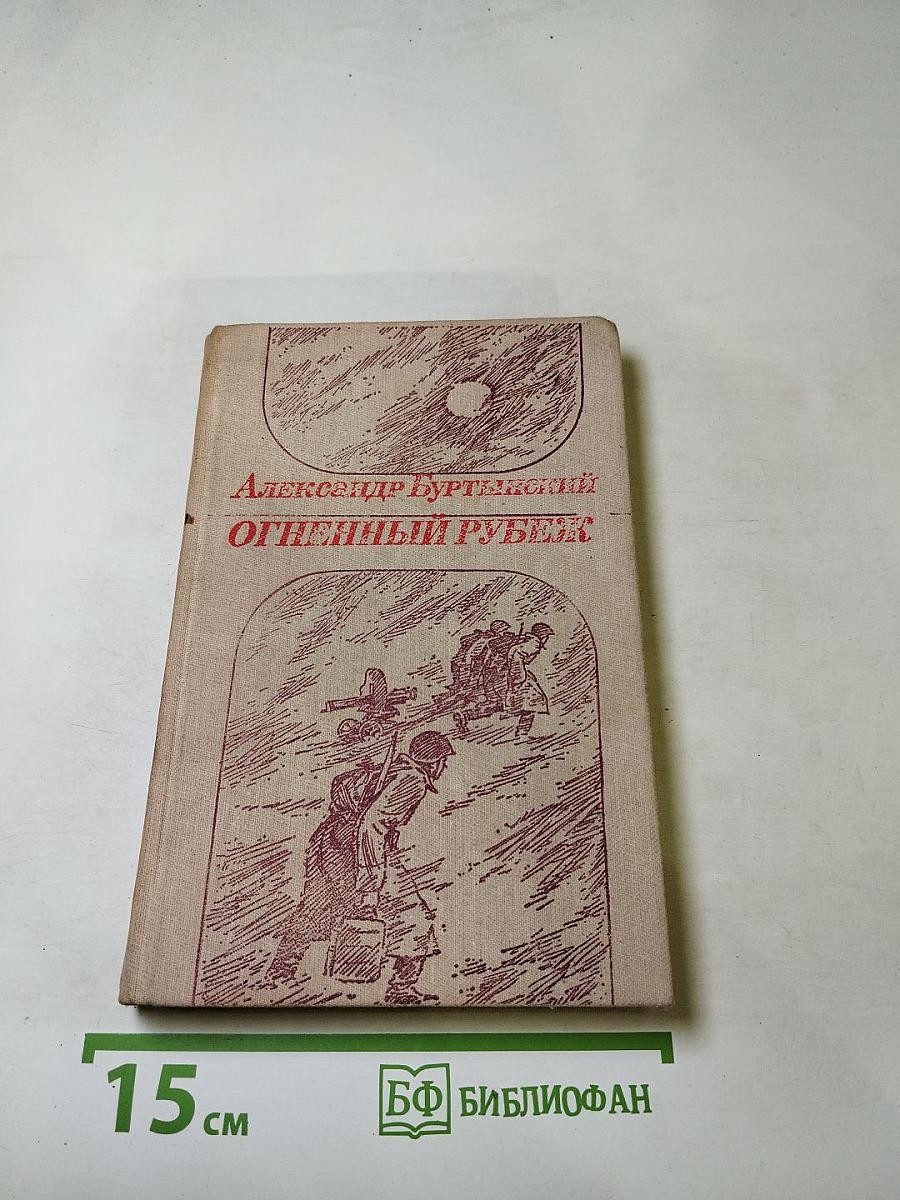 Александр Буртынский
ОГНЕННЫЙ РУБЕЖ
15 см
БФ БИБЛИОФАН